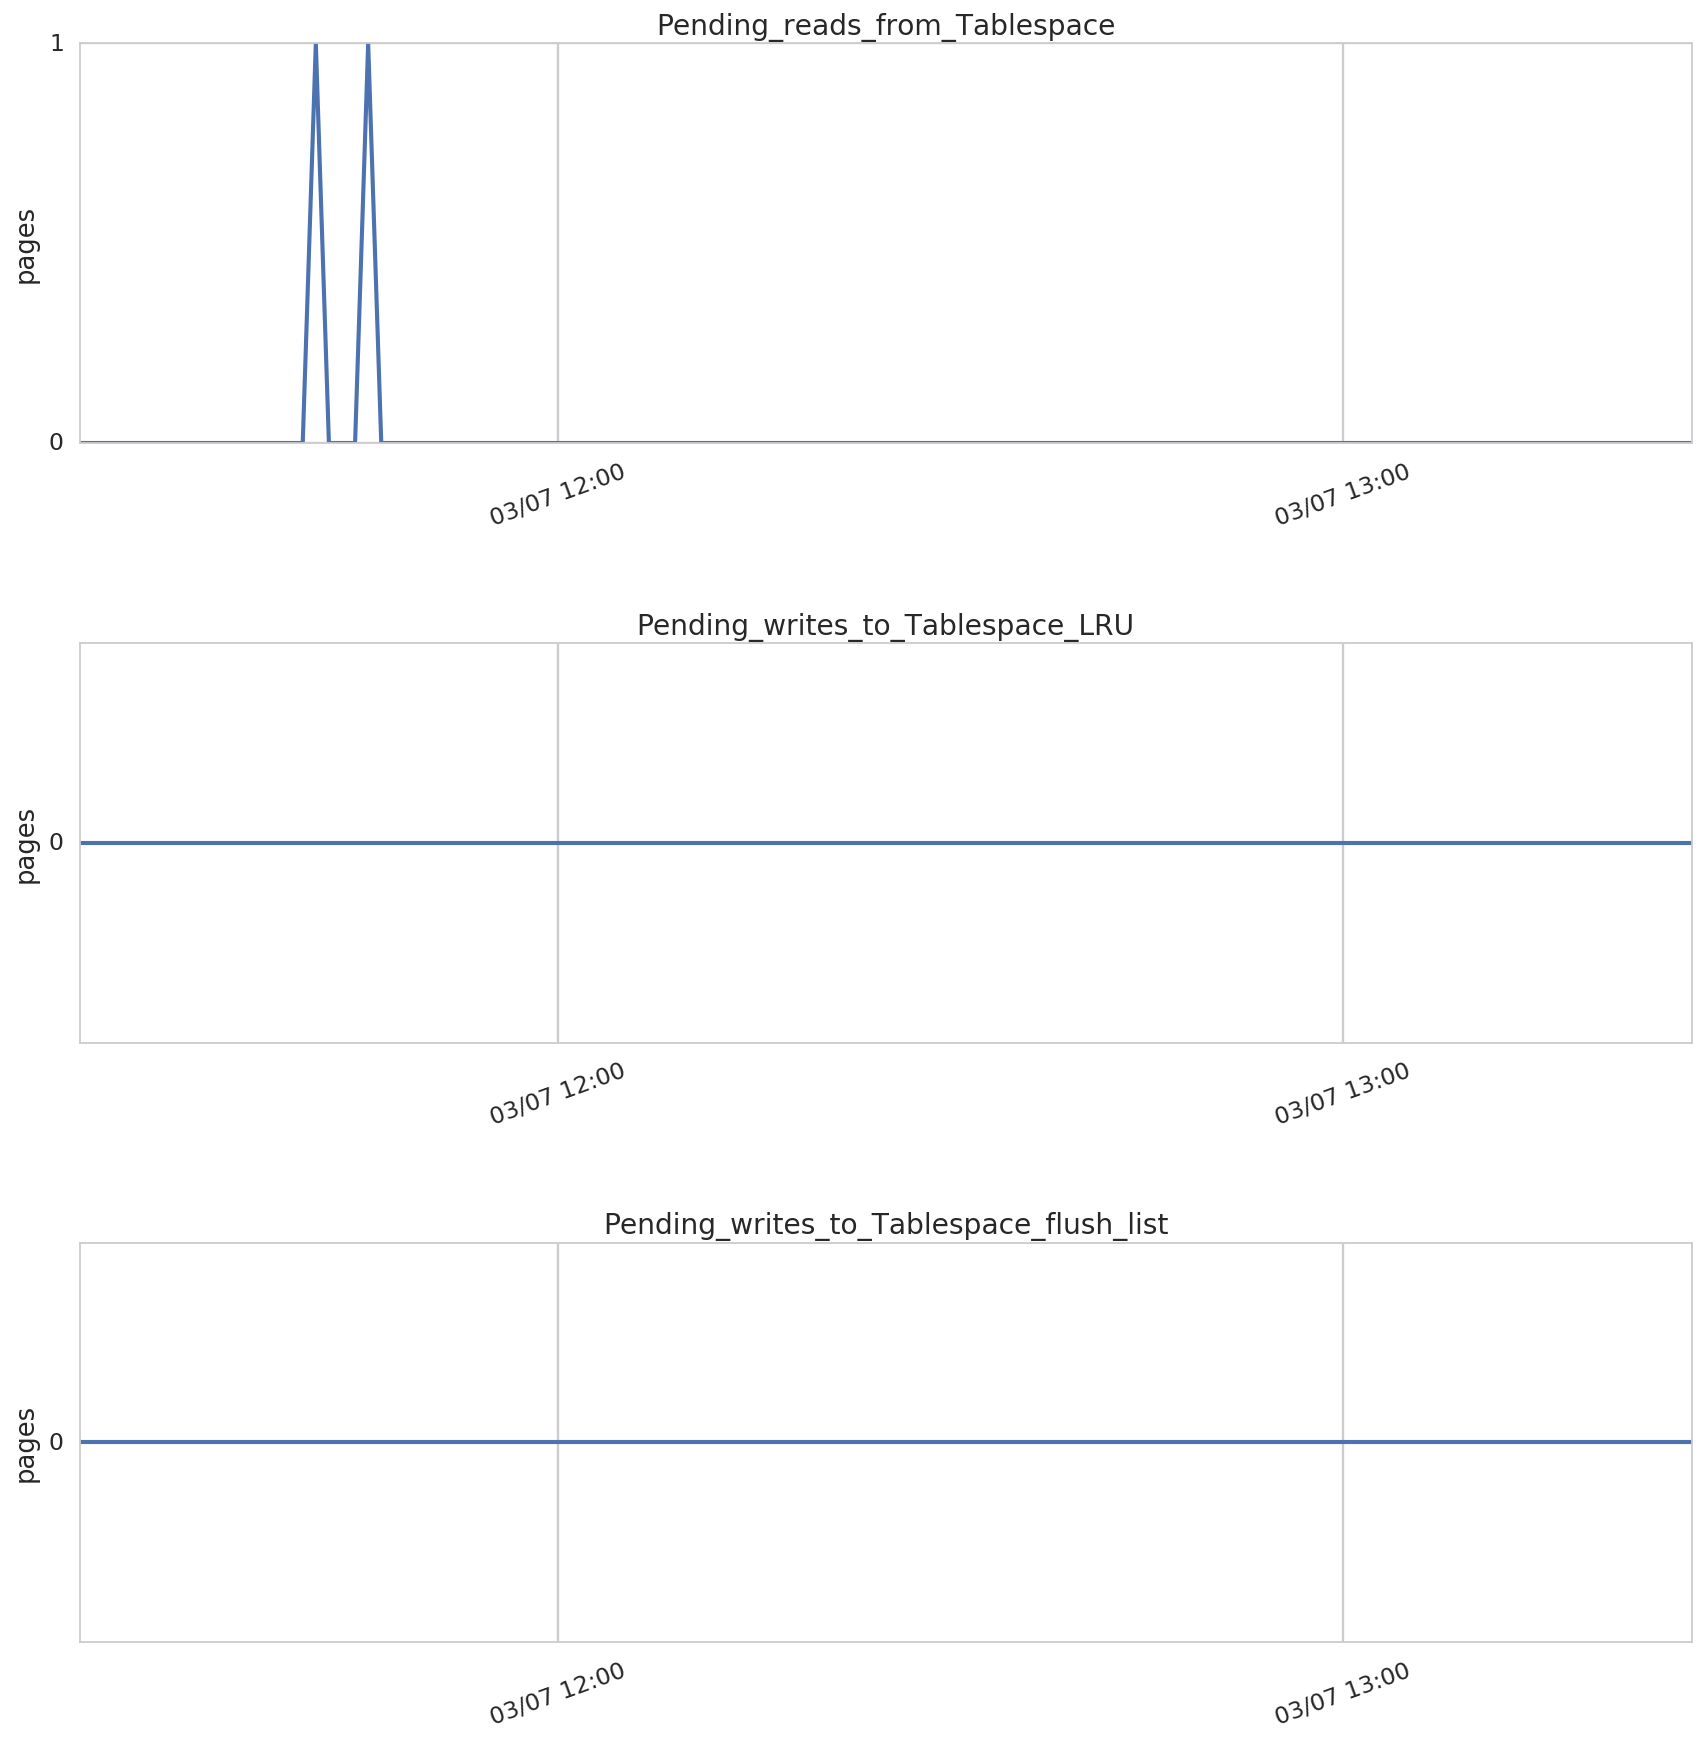 Pending_reads_from_Tablespace
1
pages
0
03/07 12:00
03/07 13:00
Pending_writes_to_Tablespace_LRU
pages
0
03/07 12:00
03/07 13:00
Pending_writes_to_Tablespace_flush_list
pages
0
03/07 12:00
03/07 13:00